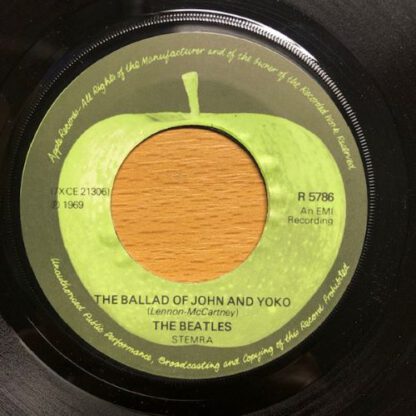 Apple Records-All Rights of the Manufacturer and of the Owner of the Recorded Work Reserved
(7XCE 21306)
℗ 1969
R 5786
An EMI
Recording
THE BALLAD OF JOHN AND YOKO
(Lennon-McCartney)
THE BEATLES
STEMRA
Unauthorised Public Performance, Broadcasting and Copying of this Record Prohibited